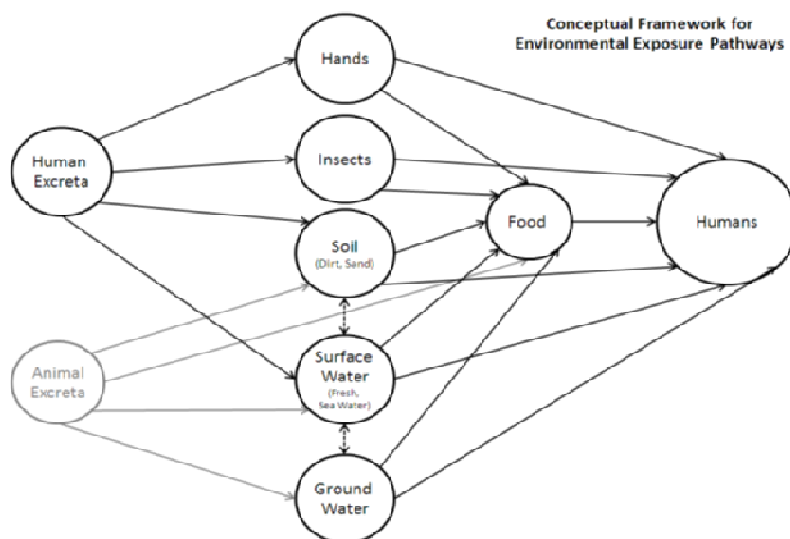 Conceptual Framework for
Environmental Exposure Pathways
Hands
Human
Excreta
Insects
Food
Humans
Soil
(Dirt, Sand)
Animal
Excreta
Surface
Water
(Fresh,
Sea Water)
Ground
Water